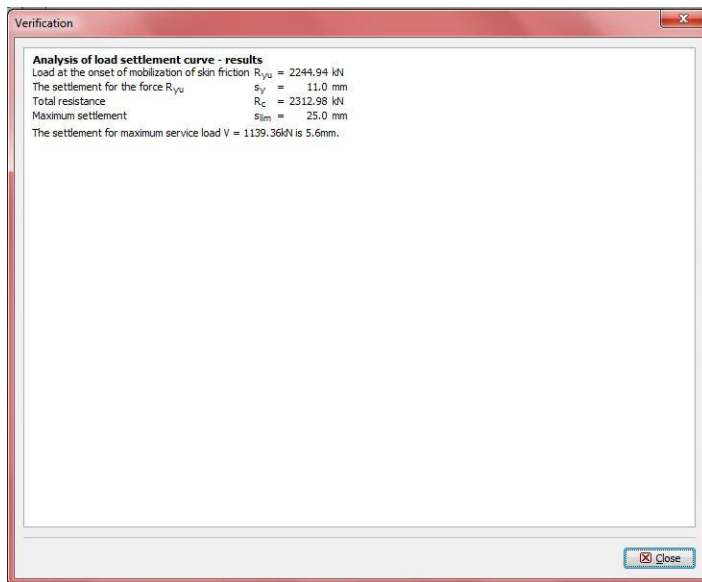 Verification
Analysis of load settlement curve - results
Load at the onset of mobilization of skin friction Ryu = 2244.94 kN
The settlement for the force Ryu sy = 11.0 mm
Total resistance Rc = 2312.98 kN
Maximum settlement slim = 25.0 mm
The settlement for maximum service load V = 1139.36kN is 5.6mm.
Close